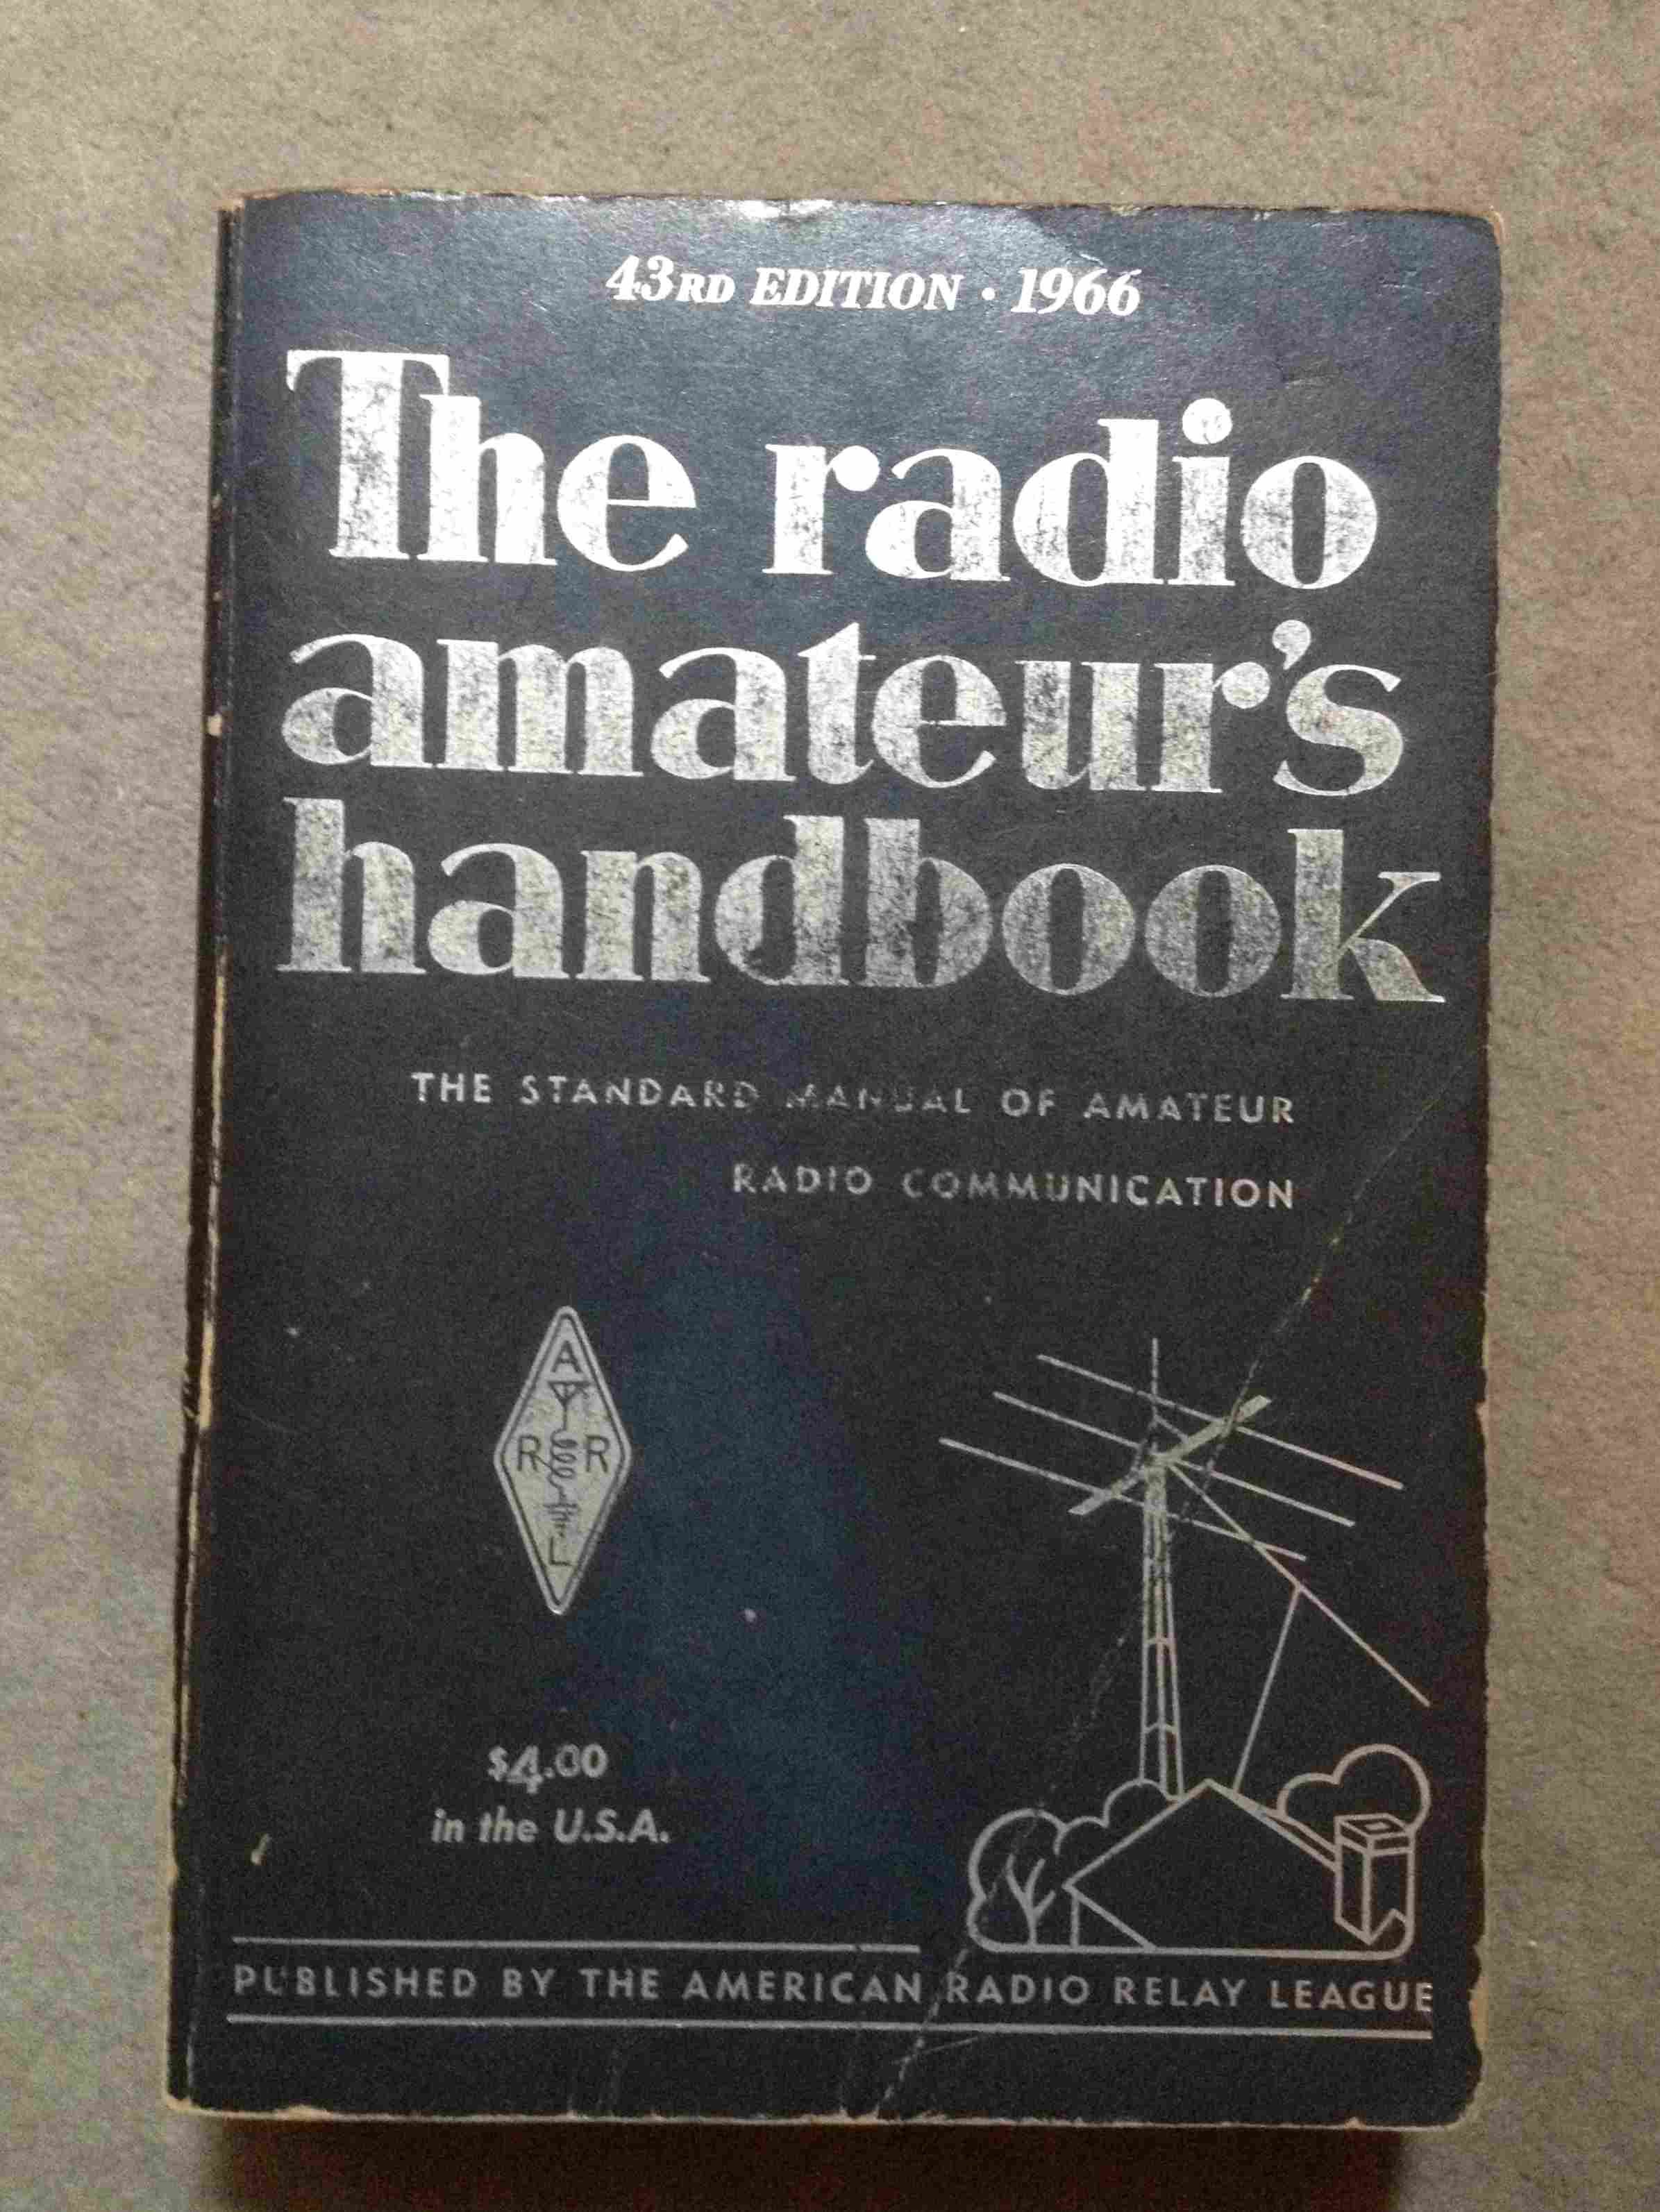 43RD EDITION · 1966
The radio
amateur's
handbook
THE STANDARD MANUAL OF AMATEUR
RADIO COMMUNICATION
A
R R
L
$4.00
in the U.S.A.
PUBLISHED BY THE AMERICAN RADIO RELAY LEAGUE